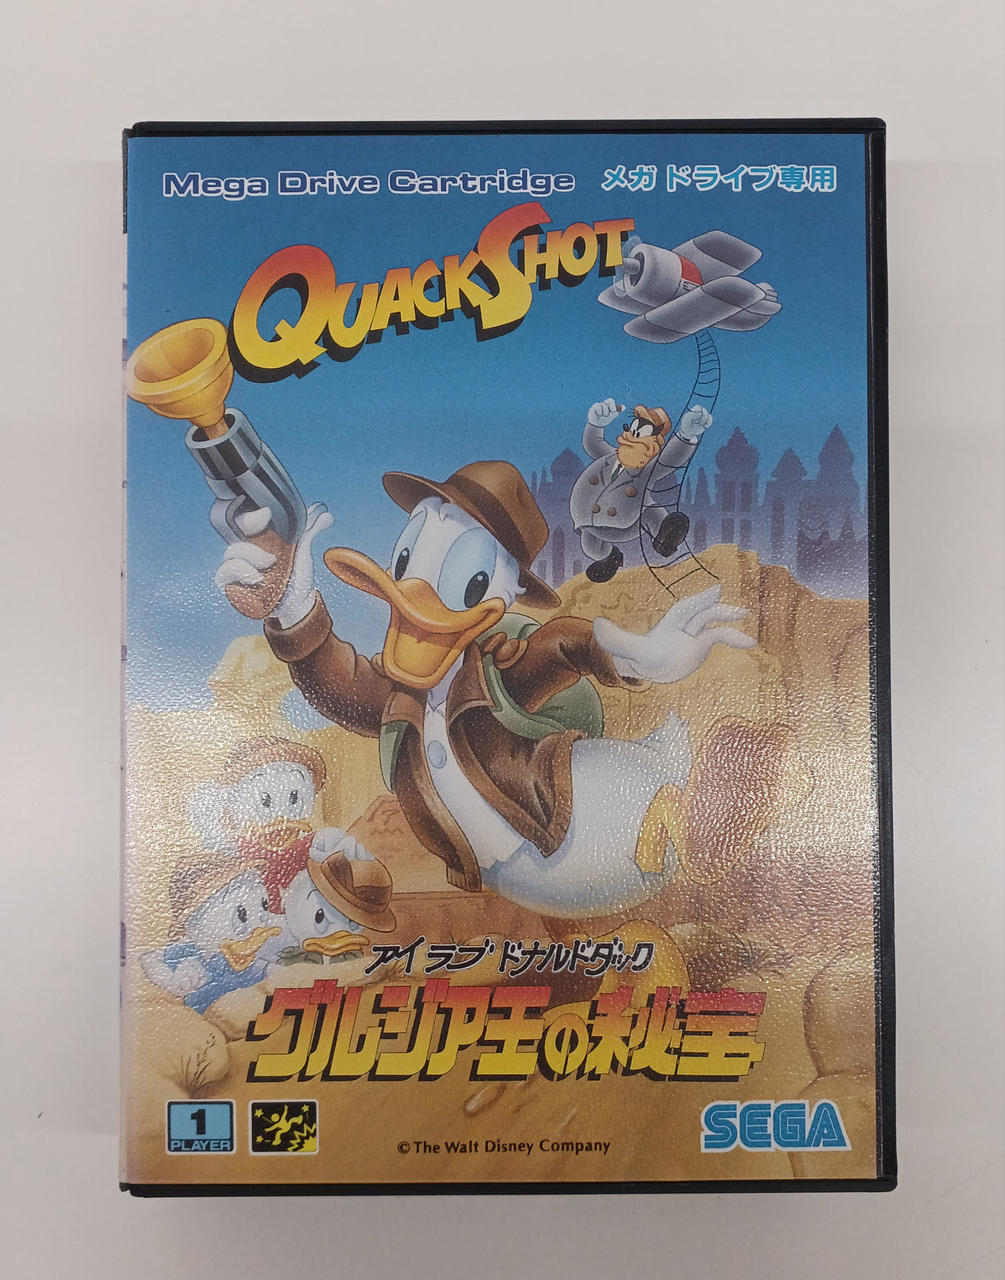 Mega Drive Cartridge メガドライブ専用
QUACKSHOT
アイラブ ドナルドダック
グルジア王の秘宝
1
PLAYER
© The Walt Disney Company
SEGA